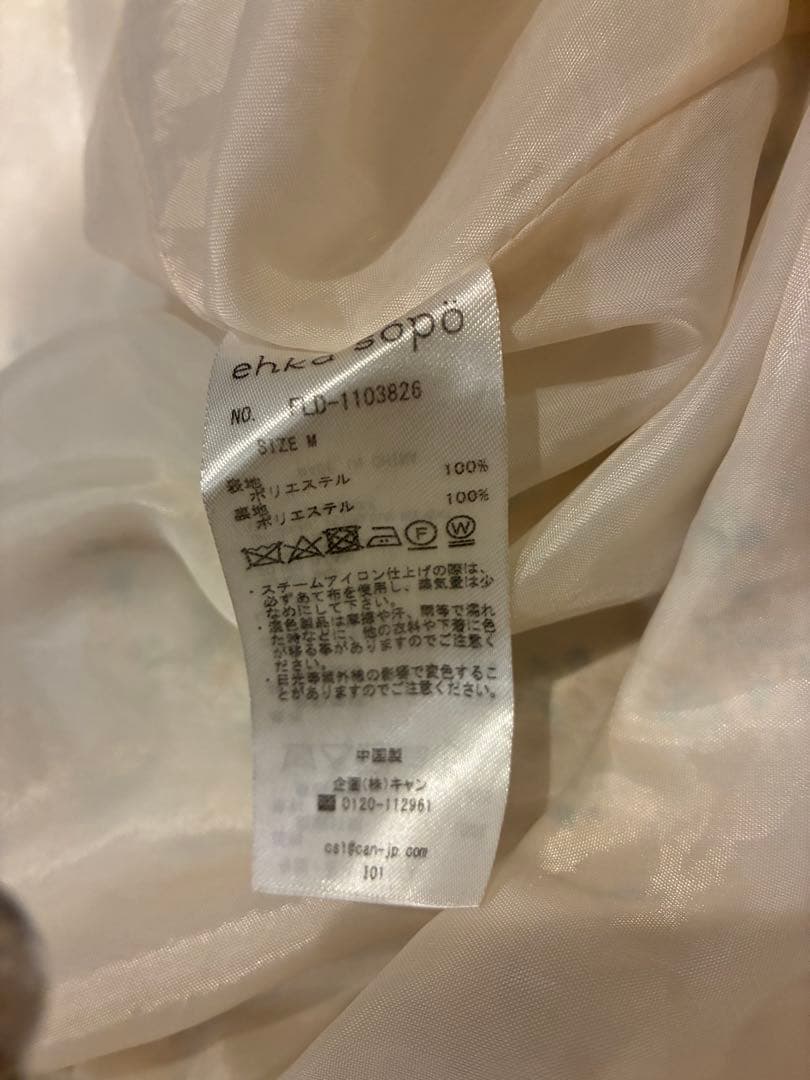 ehka sopö
NO. FLD-1103826
SIZE M
表地
ポリエステル 100%
裏地
ポリエステル 100%
F W
・スチームアイロン仕上げの際は、
必ずあて布を使用し、蒸気量は少
なめにして下さい。
・濃色製品は摩擦や汗、雨等で濡れ
た時などに、他の衣料や下着に色
が移る事がありますのでご注意く
ださい。
・日光等紫外線の影響で変色するこ
とがありますのでご注意ください。
中国製
企画(株)キャン
0120-112961
cs1@can-jp.com
101